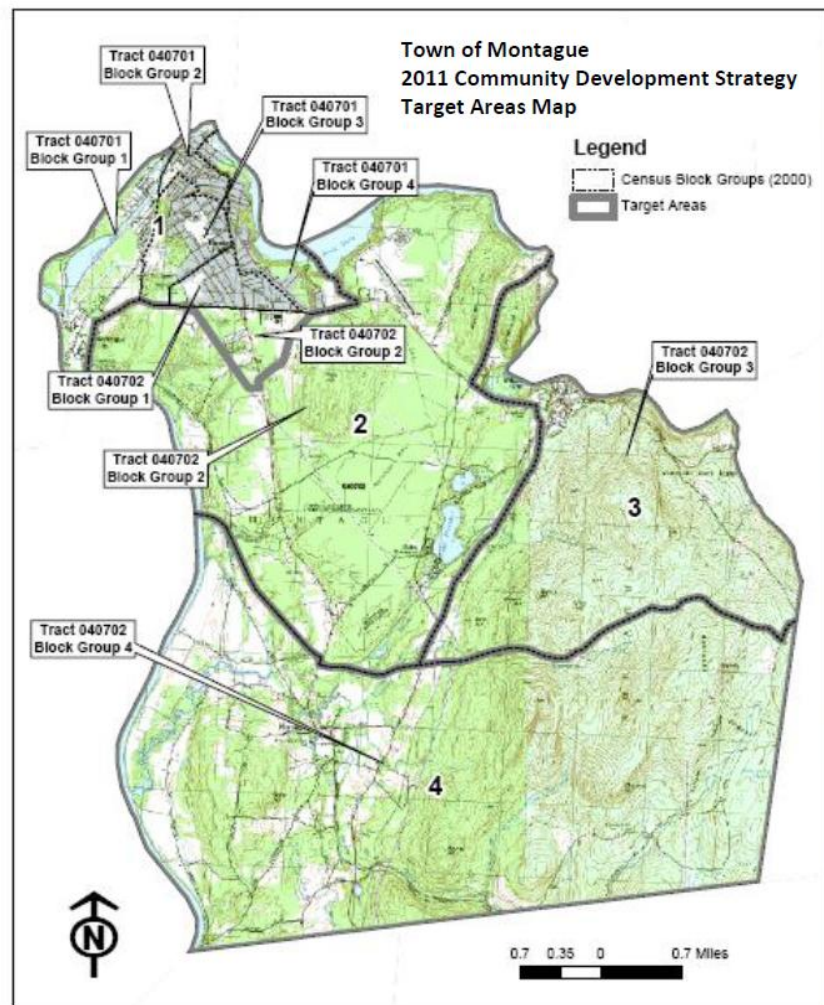 Town of Montague
2011 Community Development Strategy
Target Areas Map
Legend
Census Block Groups (2000)
Target Areas
Tract 040701
Block Group 2
Tract 040701
Block Group 3
Tract 040701
Block Group 1
Tract 040701
Block Group 4
1
Tract 040702
Block Group 2
Tract 040702
Block Group 3
Tract 040702
Block Group 1
2
Tract 040702
Block Group 2
040702
3
Tract 040702
Block Group 4
4
N
0.7 0.35 0 0.7 Miles